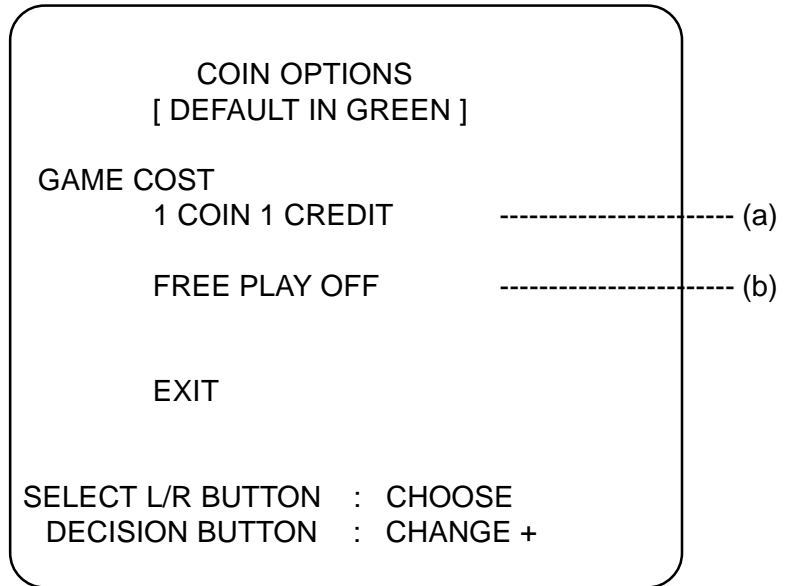 COIN OPTIONS
[ DEFAULT IN GREEN ]
GAME COST
1 COIN 1 CREDIT ------------------------ (a)
FREE PLAY OFF ------------------------ (b)
EXIT
SELECT L/R BUTTON : CHOOSE
DECISION BUTTON : CHANGE +